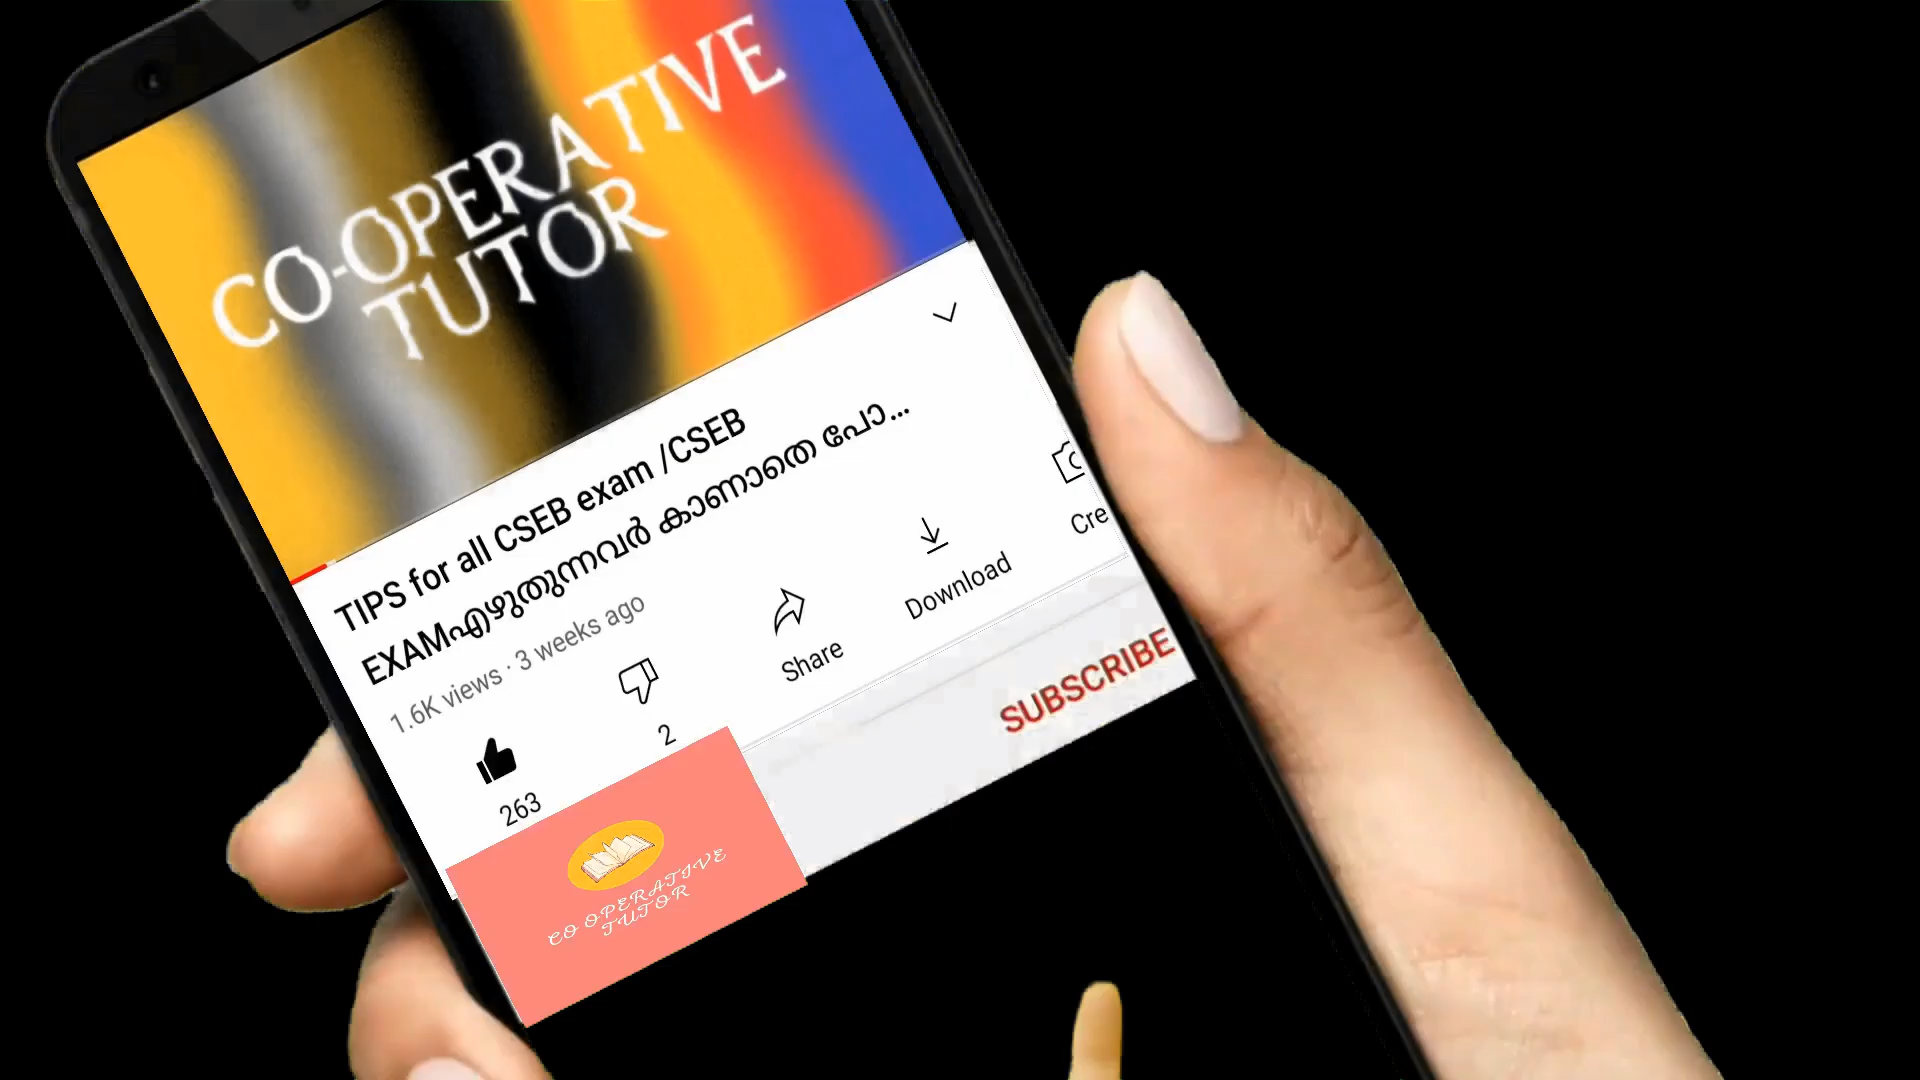 CO-OPERATIVE
TUTOR
TIPS for all CSEB exam /CSEB
EXAMഎഴുതുന്നവർ കാണാതെ പോ...
1.6K views · 3 weeks ago
263
2
Share
Download
Cre
SUBSCRIBE
CO OPERATIVE
TUTOR